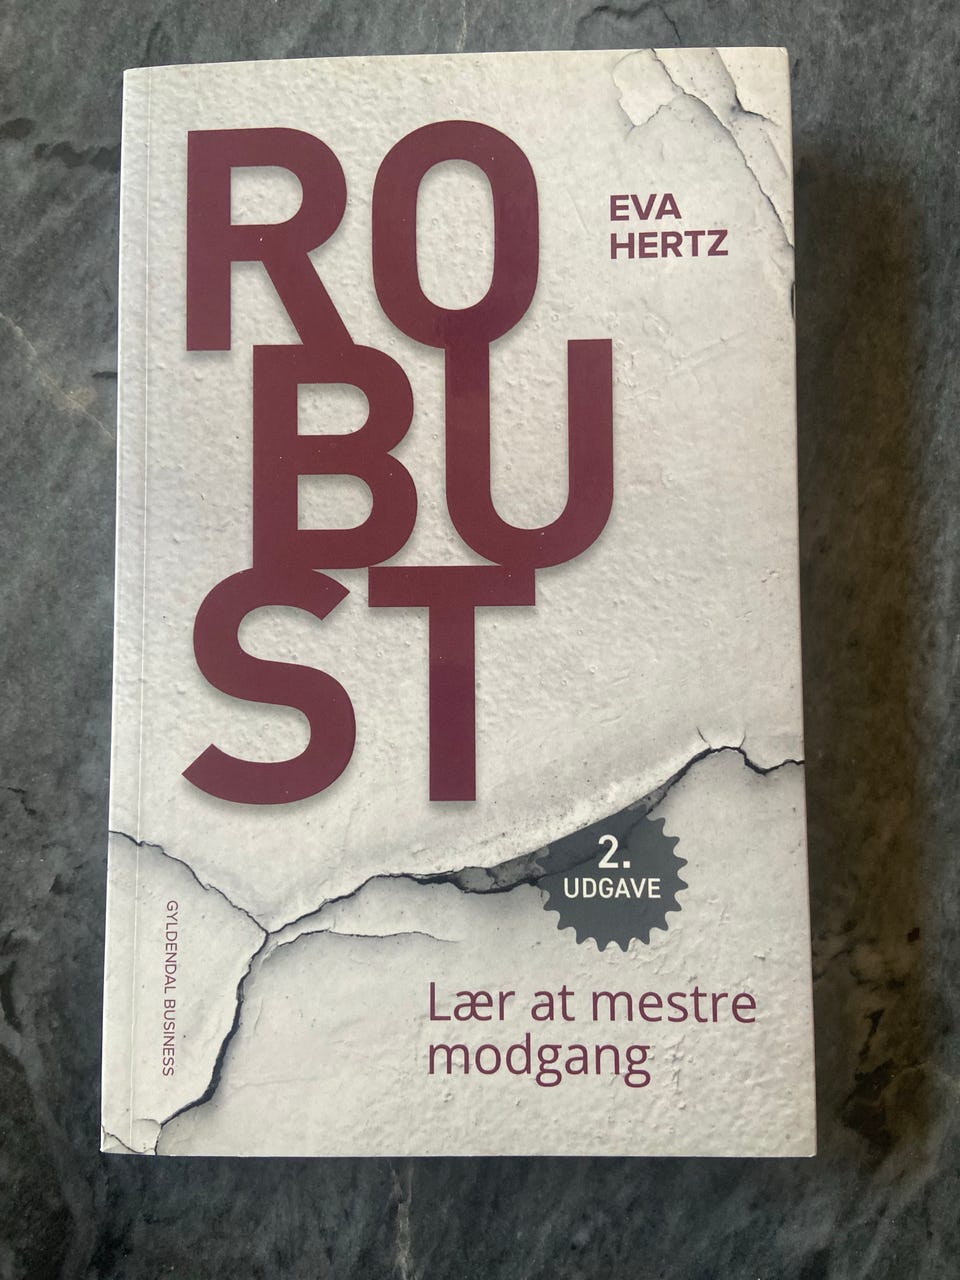 RO
BU
ST
EVA
HERTZ
2.
UDGAVE
Lær at mestre
modgang
GYLDENDAL BUSINESS